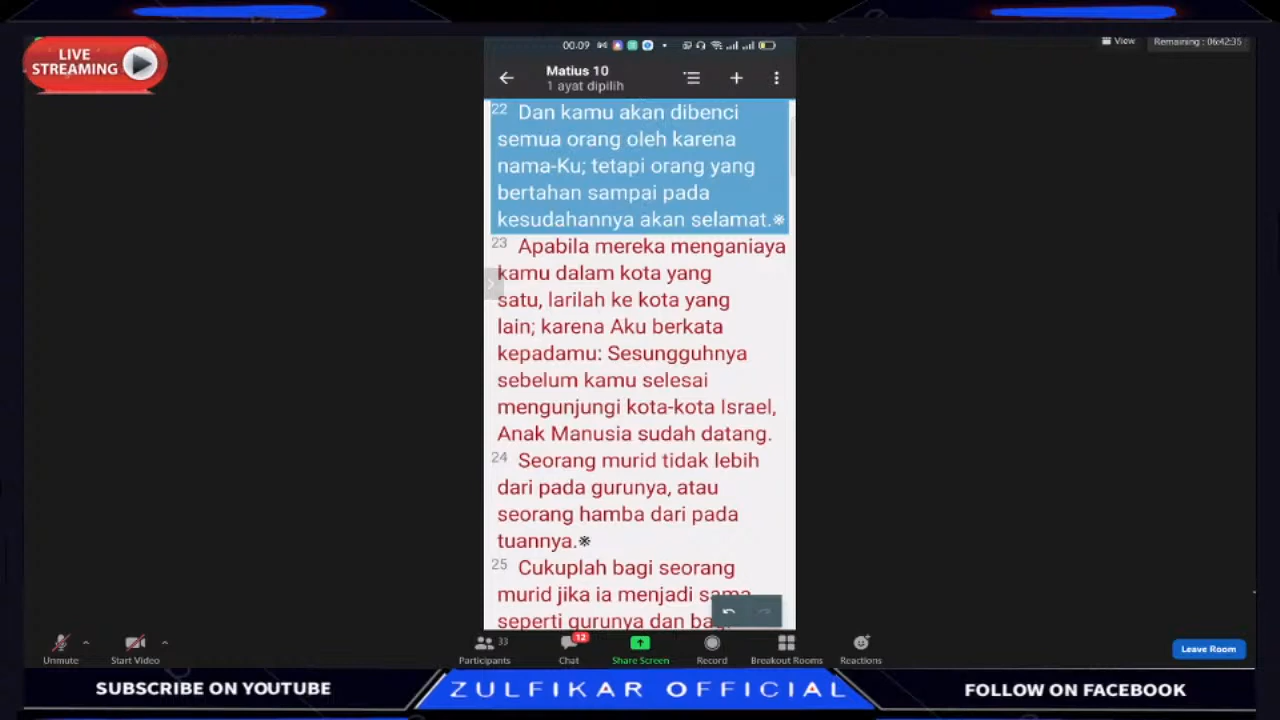 LIVE
STREAMING
00.09
View
Remaining : 06:42:35
Matius 10
1 ayat dipilih
22 Dan kamu akan dibenci
semua orang oleh karena
nama-Ku; tetapi orang yang
bertahan sampai pada
kesudahannya akan selamat.※
23 Apabila mereka menganiaya
kamu dalam kota yang
satu, larilah ke kota yang
lain; karena Aku berkata
kepadamu: Sesungguhnya
sebelum kamu selesai
mengunjungi kota-kota Israel,
Anak Manusia sudah datang.
24 Seorang murid tidak lebih
dari pada gurunya, atau
seorang hamba dari pada
tuannya.※
25 Cukuplah bagi seorang
murid jika ia menjadi sama
seperti gurunya dan
Unmute
Start Video
Participants
33
Chat
12
Share Screen
Record
Breakout Rooms
Reactions
Leave Room
SUBSCRIBE ON YOUTUBE
ZULFIKAR OFFICIAL
FOLLOW ON FACEBOOK